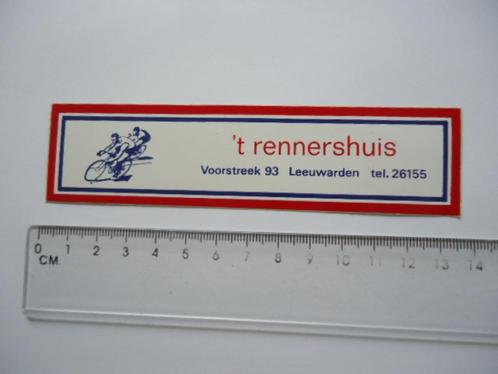 't rennershuis
Voorstreek 93 Leeuwarden tel. 26155
0 1 2 3 4 5 6 7 8 9 10 11 12 13 14
CM